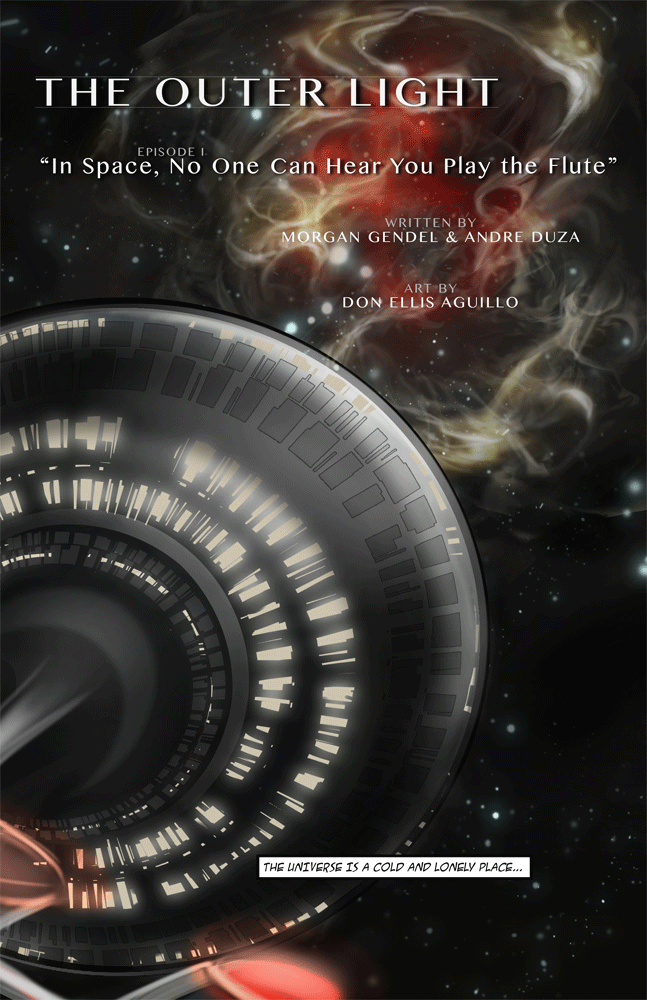 THE OUTER LIGHT
EPISODE I
“In Space, No One Can Hear You Play the Flute”
WRITTEN BY
MORGAN GENDEL & ANDRE DUZA
ART BY
DON ELLIS AGUILLO
THE UNIVERSE IS A COLD AND LONELY PLACE...